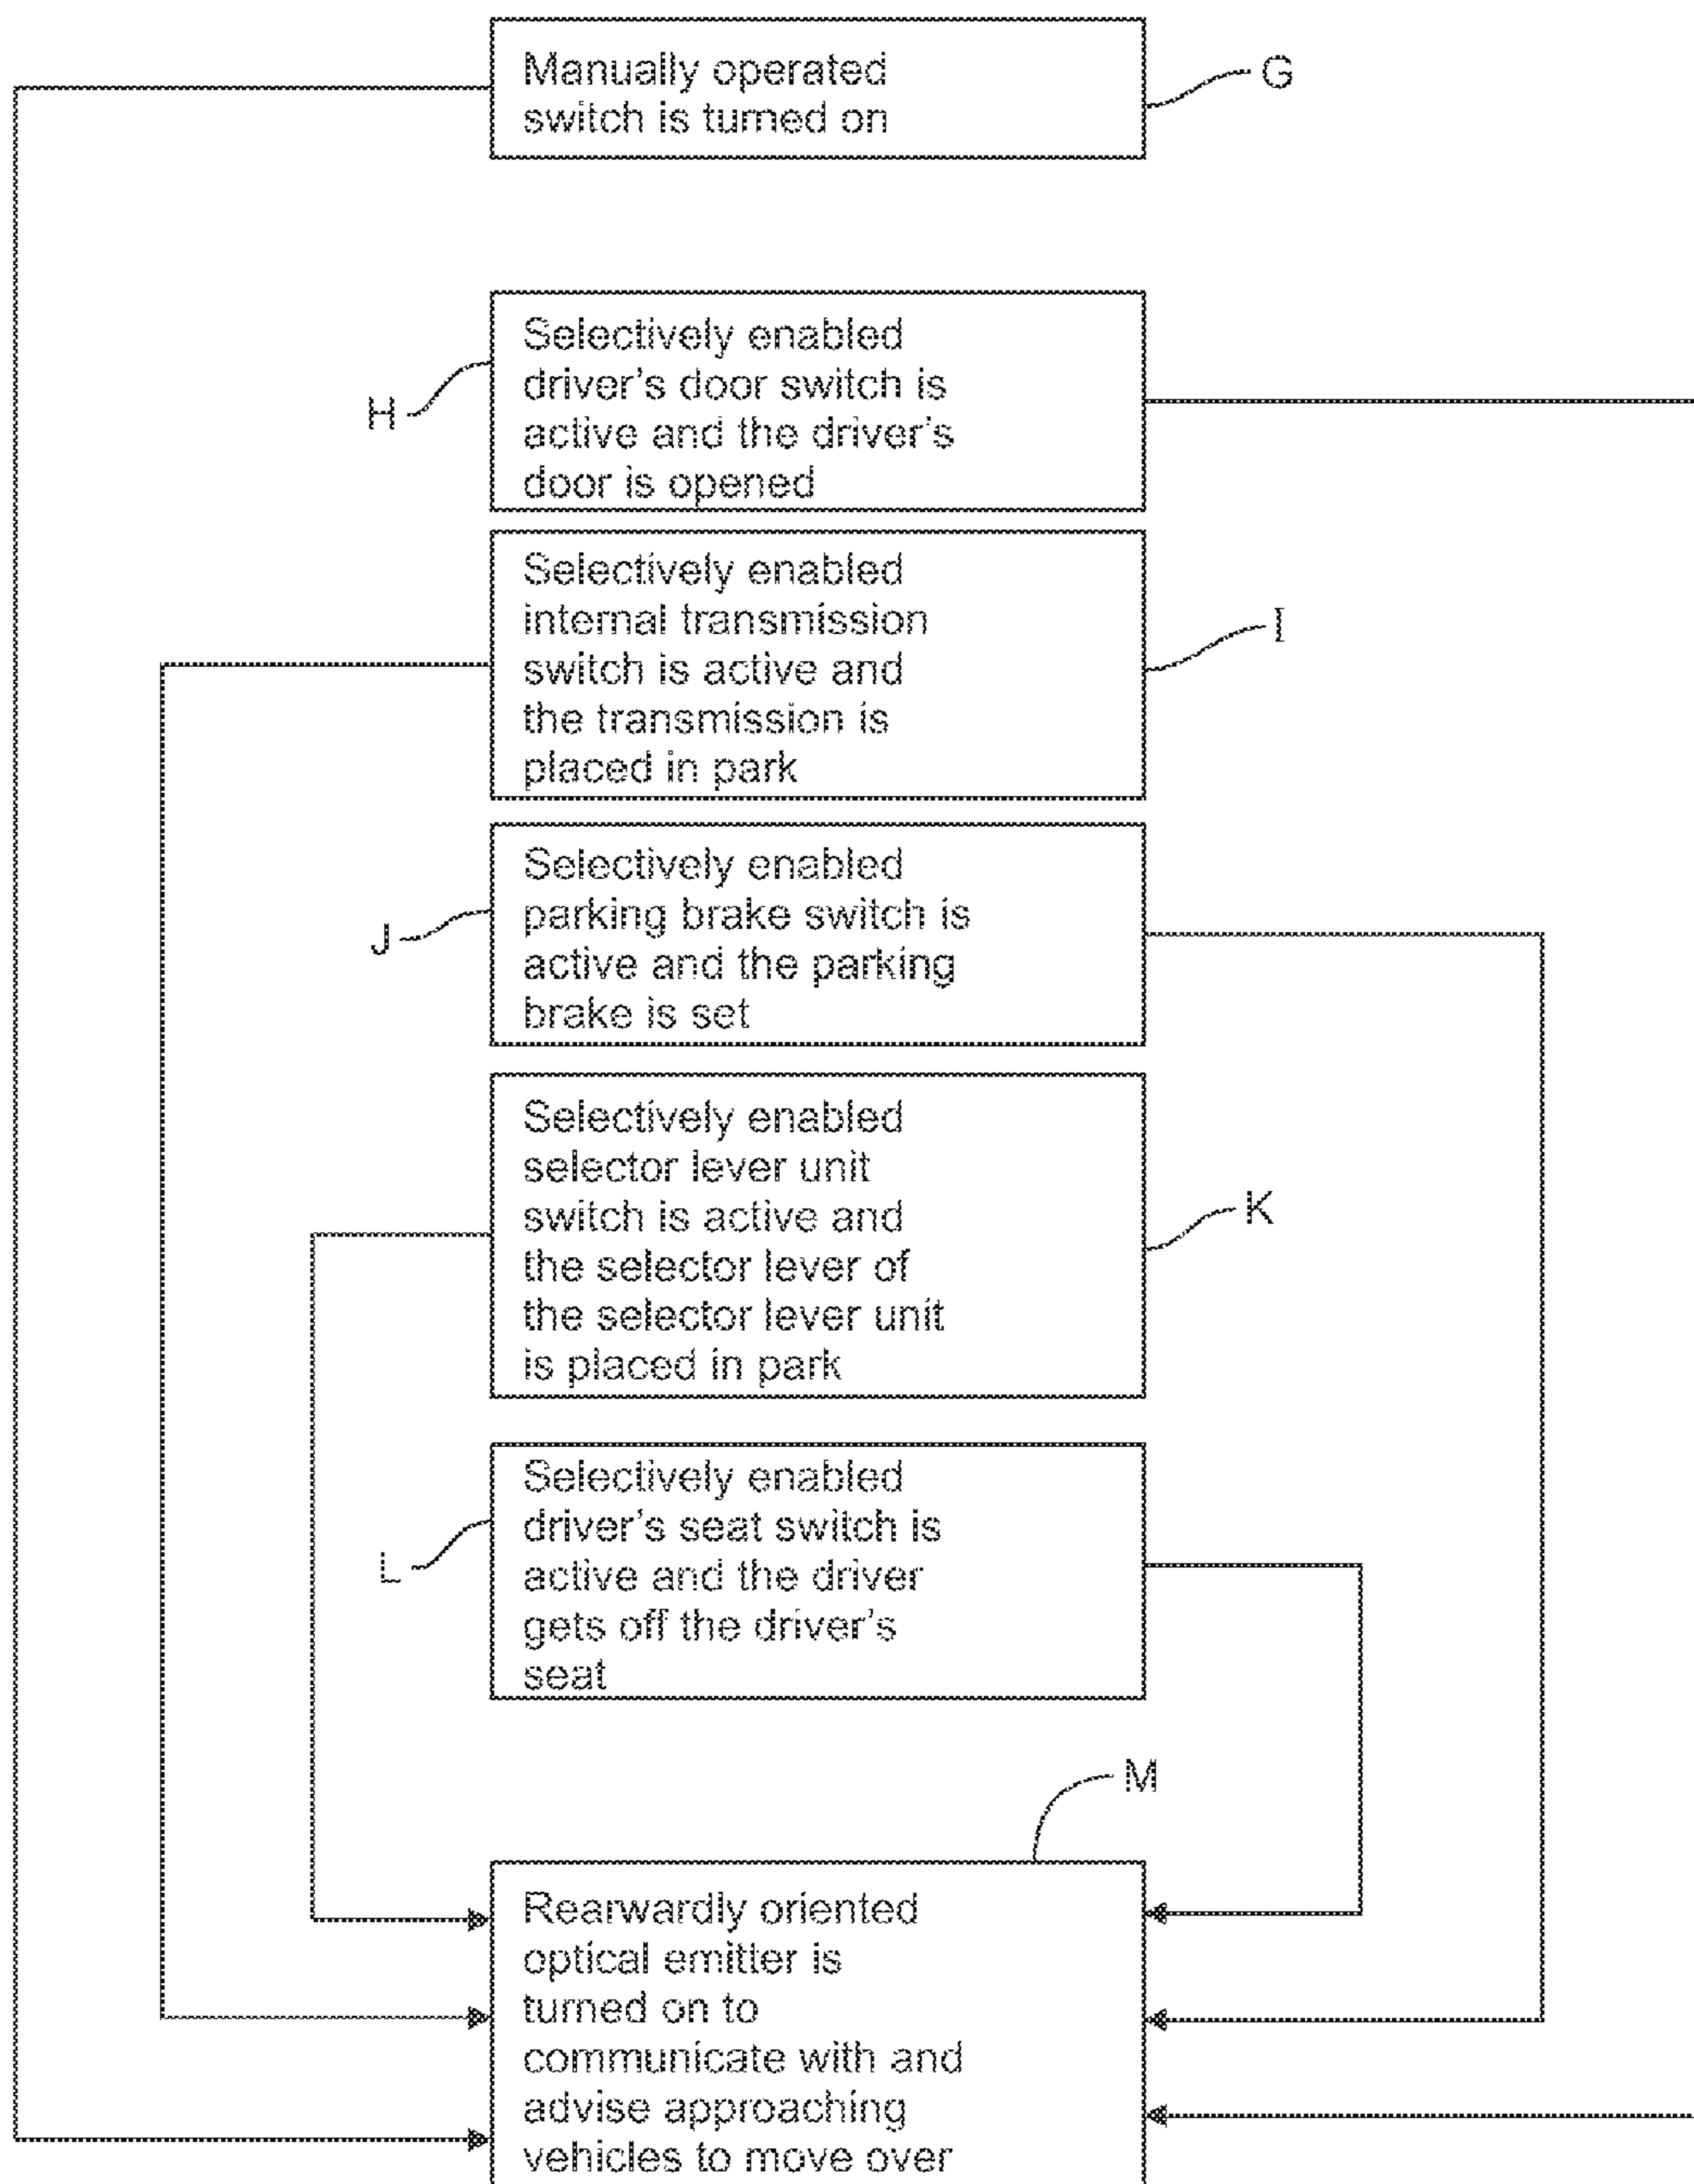 Manually operated
switch is turned on
G
Selectively enabled
driver's door switch is
active and the driver's
door is opened
H
Selectively enabled
internal transmission
switch is active and
the transmission is
placed in park
I
Selectively enabled
parking brake switch is
active and the parking
brake is set
J
Selectively enabled
selector lever unit
switch is active and
the selector lever of
the selector lever unit
is placed in park
K
Selectively enabled
driver's seat switch is
active and the driver
gets off the driver's
seat
L
M
Rearwardly oriented
optical emitter is
turned on to
communicate with and
advise approaching
vehicles to move over